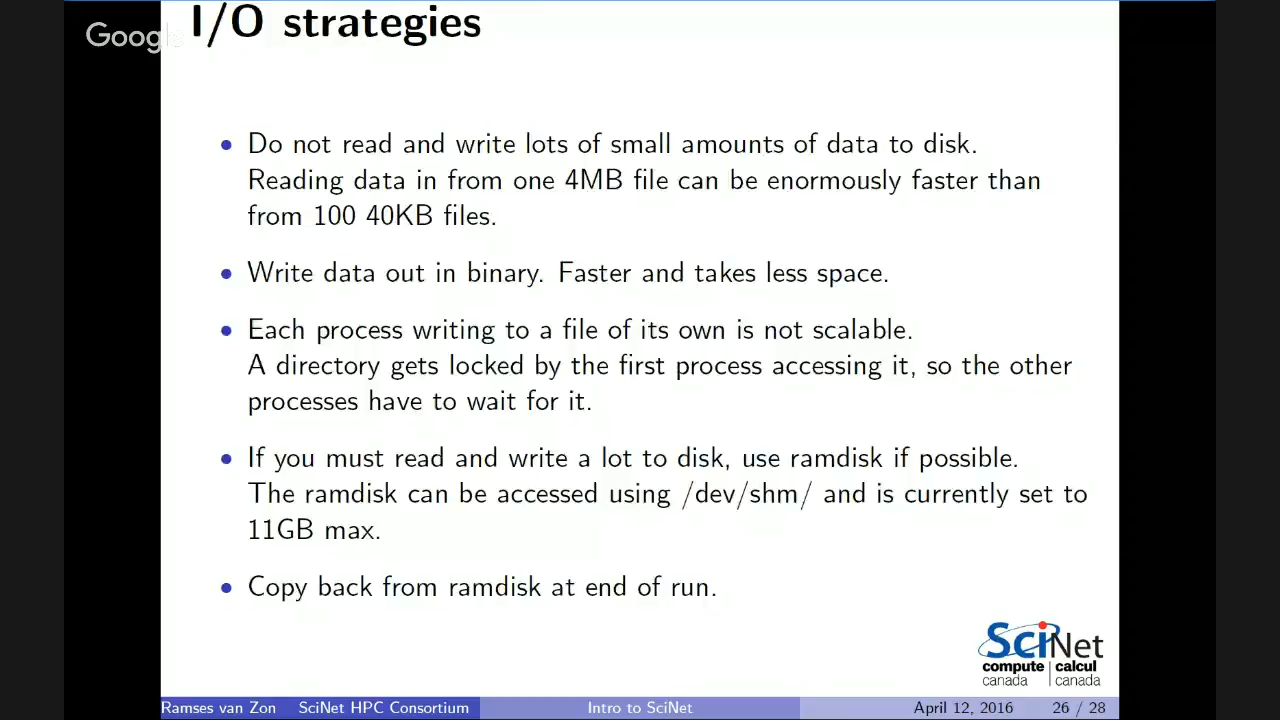 Google
I/O strategies
• Do not read and write lots of small amounts of data to disk.
Reading data in from one 4MB file can be enormously faster than
from 100 40KB files.
• Write data out in binary. Faster and takes less space.
• Each process writing to a file of its own is not scalable.
A directory gets locked by the first process accessing it, so the other
processes have to wait for it.
• If you must read and write a lot to disk, use ramdisk if possible.
The ramdisk can be accessed using /dev/shm/ and is currently set to
11GB max.
• Copy back from ramdisk at end of run.
SciNet
compute | calcul
canada | canada
Ramses van Zon SciNet HPC Consortium Intro to SciNet April 12, 2016 26 / 28